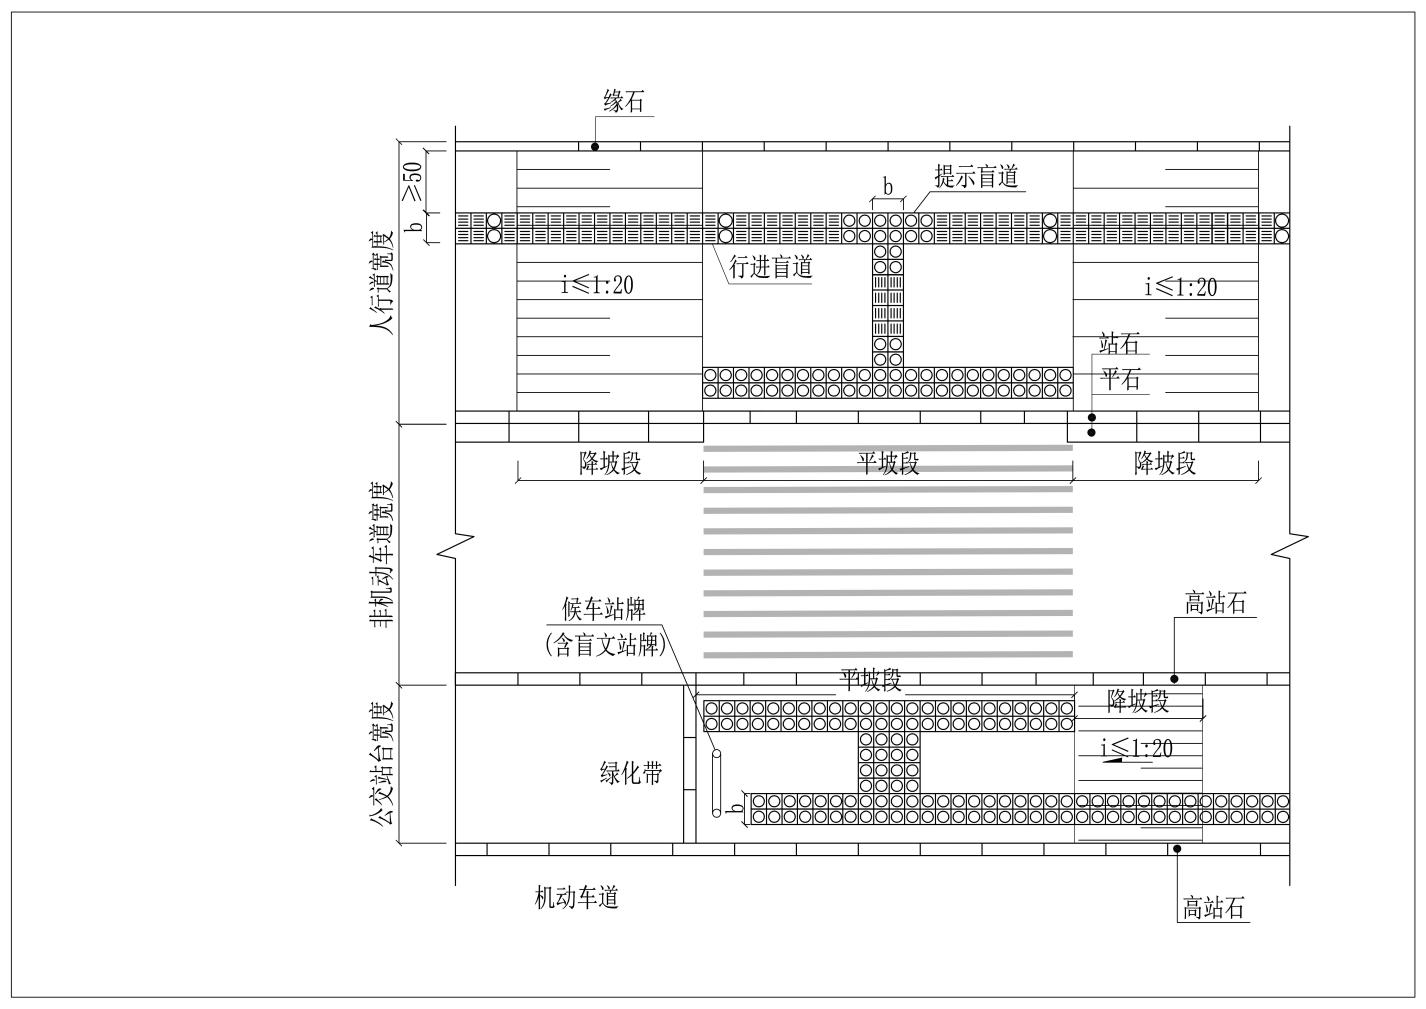 缘石
≥50
b
b
提示盲道
行进盲道
人行道宽度
i≤1:20
i≤1:20
站石
平石
降坡段
平坡段
降坡段
非机动车道宽度
候车站牌
(含盲文站牌)
高站石
平坡段
降坡段
i≤1:20
绿化带
b
公交站台宽度
机动车道
高站石